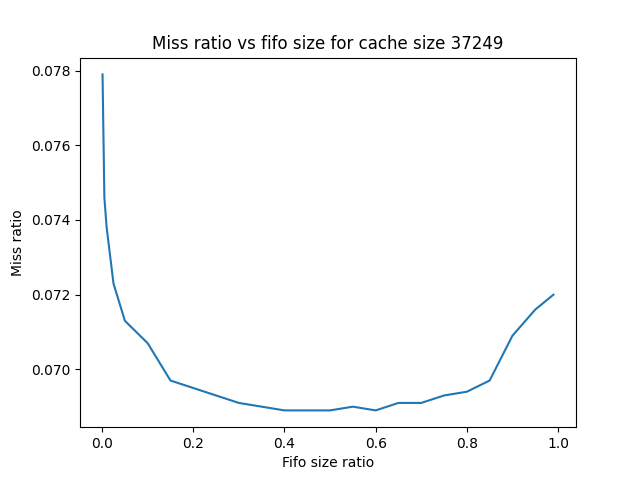 Miss ratio vs fifo size for cache size 37249
0.078
0.076
0.074
0.072
0.070
Miss ratio
0.0 0.2 0.4 0.6 0.8 1.0
Fifo size ratio